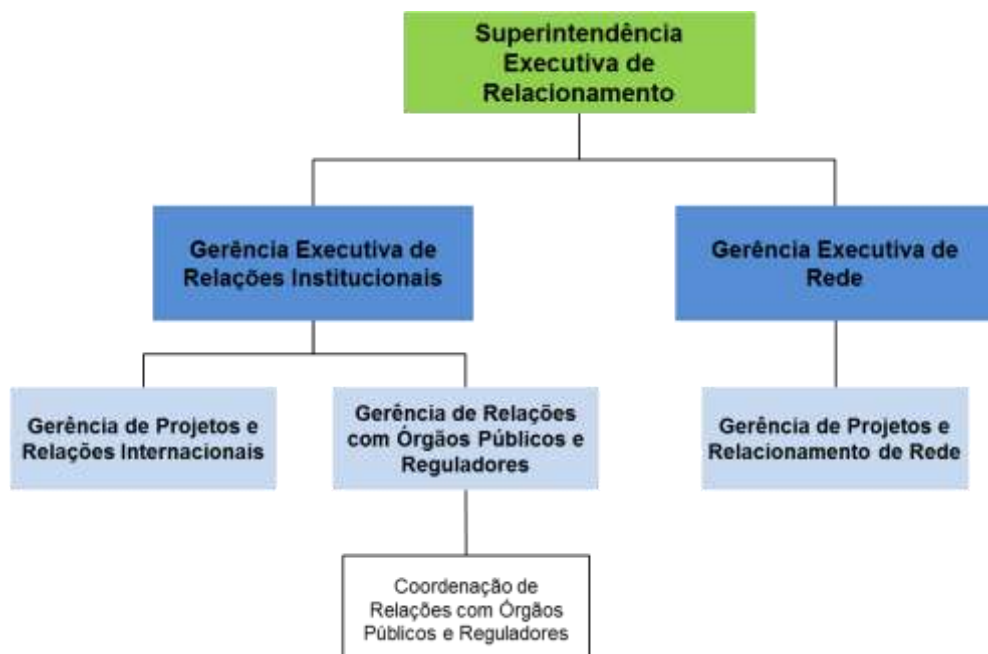 Superintendência
Executiva de
Relacionamento
Gerência Executiva de
Relações Institucionais
Gerência Executiva de
Rede
Gerência de Projetos e
Relações Internacionais
Gerência de Relações
com Órgãos Públicos e
Reguladores
Gerência de Projetos e
Relacionamento de Rede
Coordenação de
Relações com Órgãos
Públicos e Reguladores